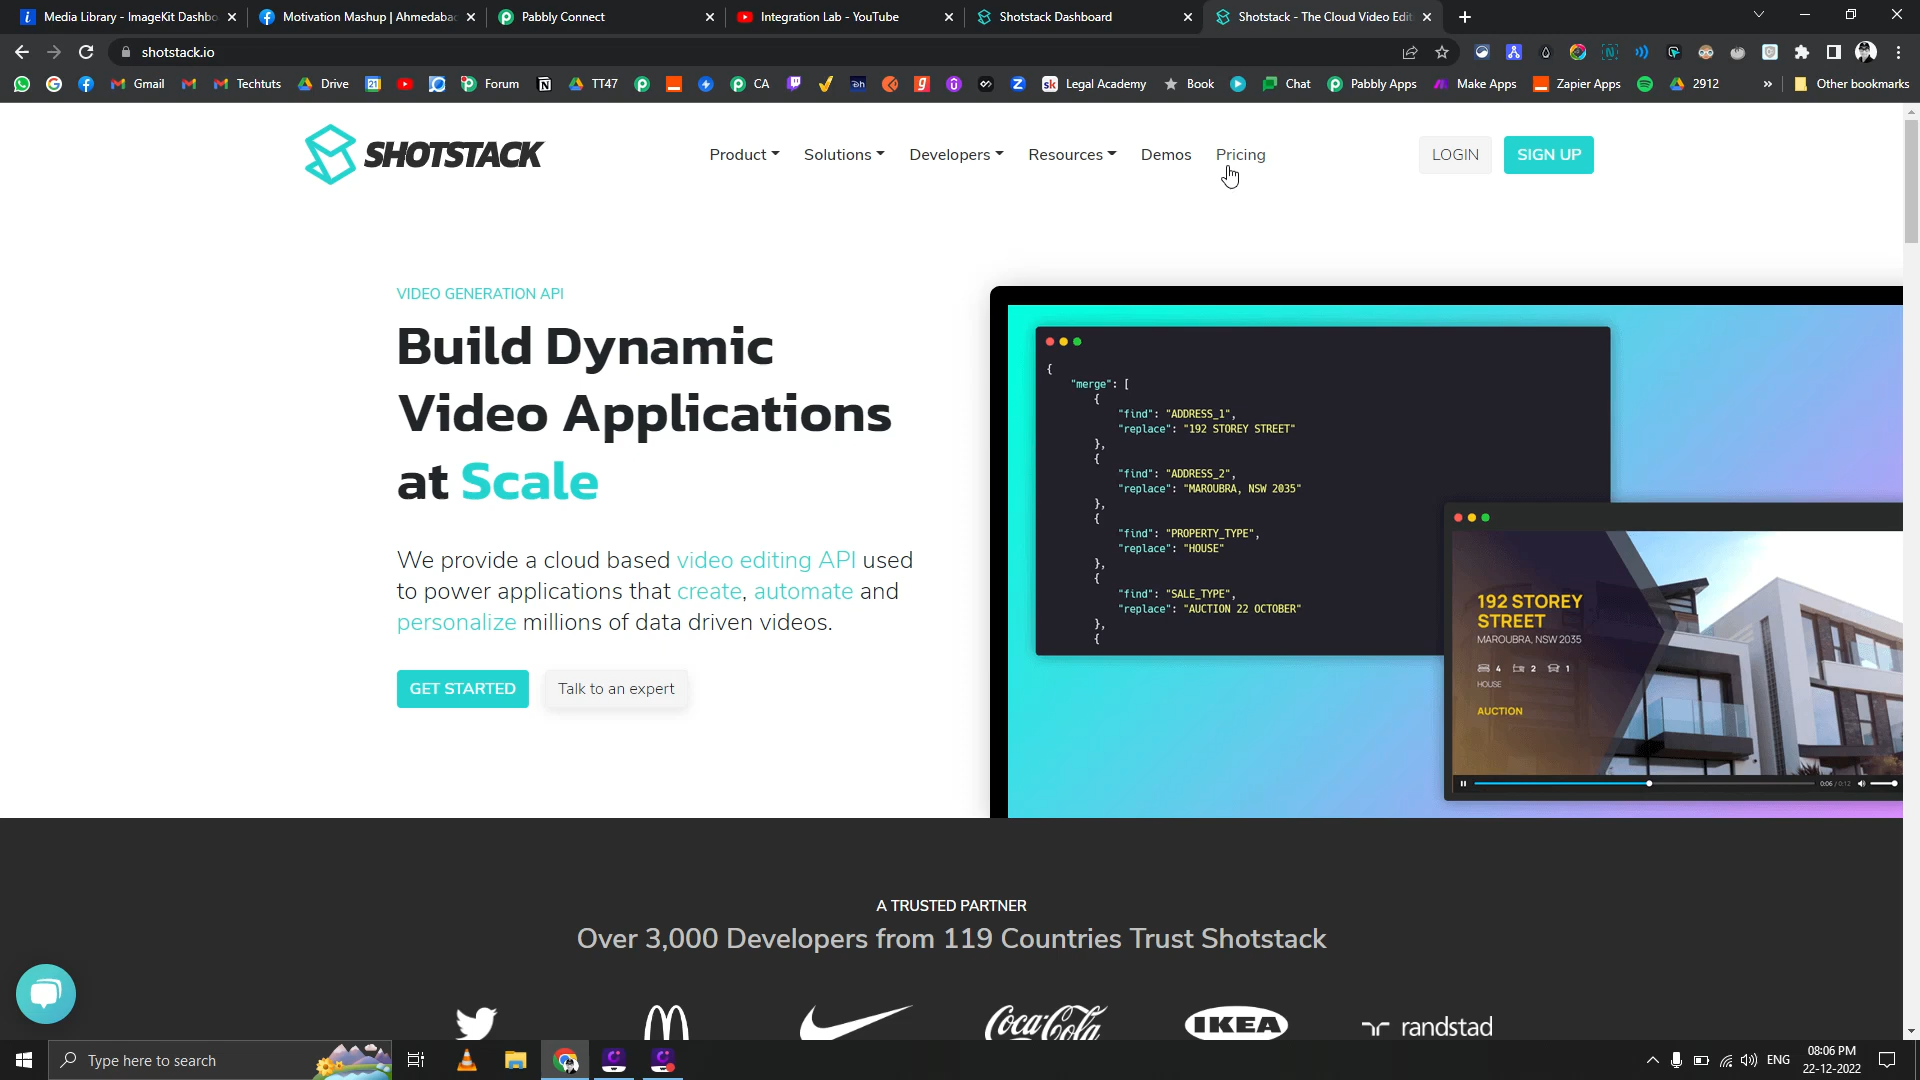 Media Library - ImageKit Dashbo
Motivation Mashup | Ahmedabac
Pabbly Connect
Integration Lab - YouTube
Shotstack Dashboard
Shotstack - The Cloud Video Edit
shotstack.io
Gmail
Techtuts
Drive
Forum
TT47
CA
Legal Academy
Book
Chat
Pabbly Apps
Make Apps
Zapier Apps
2912
Other bookmarks
SHOTSTACK
Product
Solutions
Developers
Resources
Demos
Pricing
LOGIN
SIGN UP
VIDEO GENERATION API
Build Dynamic
Video Applications
at Scale
We provide a cloud based video editing API used
to power applications that create, automate and
personalize millions of data driven videos.
GET STARTED
Talk to an expert
{
"merge": [
{
"find": "ADDRESS_1",
"replace": "192 STOREY STREET"
},
{
"find": "ADDRESS_2",
"replace": "MAROUBRA, NSW 2035"
},
{
"find": "PROPERTY_TYPE",
"replace": "HOUSE"
},
{
"find": "SALE_TYPE",
"replace": "AUCTION 22 OCTOBER"
},
{
192 STOREY
STREET
MAROUBRA, NSW 2035
4 2 1
HOUSE
AUCTION
0:06 / 0:12
A TRUSTED PARTNER
Over 3,000 Developers from 119 Countries Trust Shotstack
Coca-Cola
IKEA
randstad
Type here to search
ENG
08:06 PM
22-12-2022